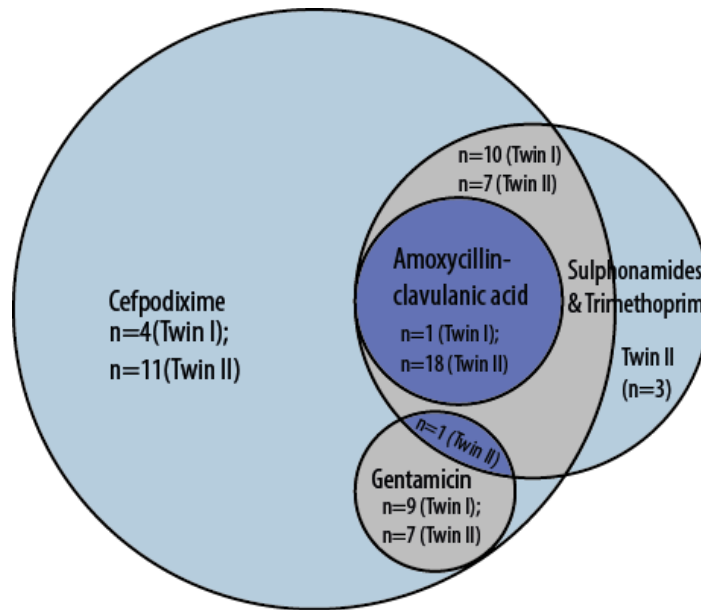 n=10 (Twin I)
n=7 (Twin II)
Amoxycillin-
clavulanic acid
n=1 (Twin I);
n=18 (Twin II)
Sulphonamides
& Trimethoprim
Twin II
(n=3)
Cefpodixime
n=4(Twin I);
n=11(Twin II)
n=1 (Twin II)
Gentamicin
n=9 (Twin I);
n=7 (Twin II)